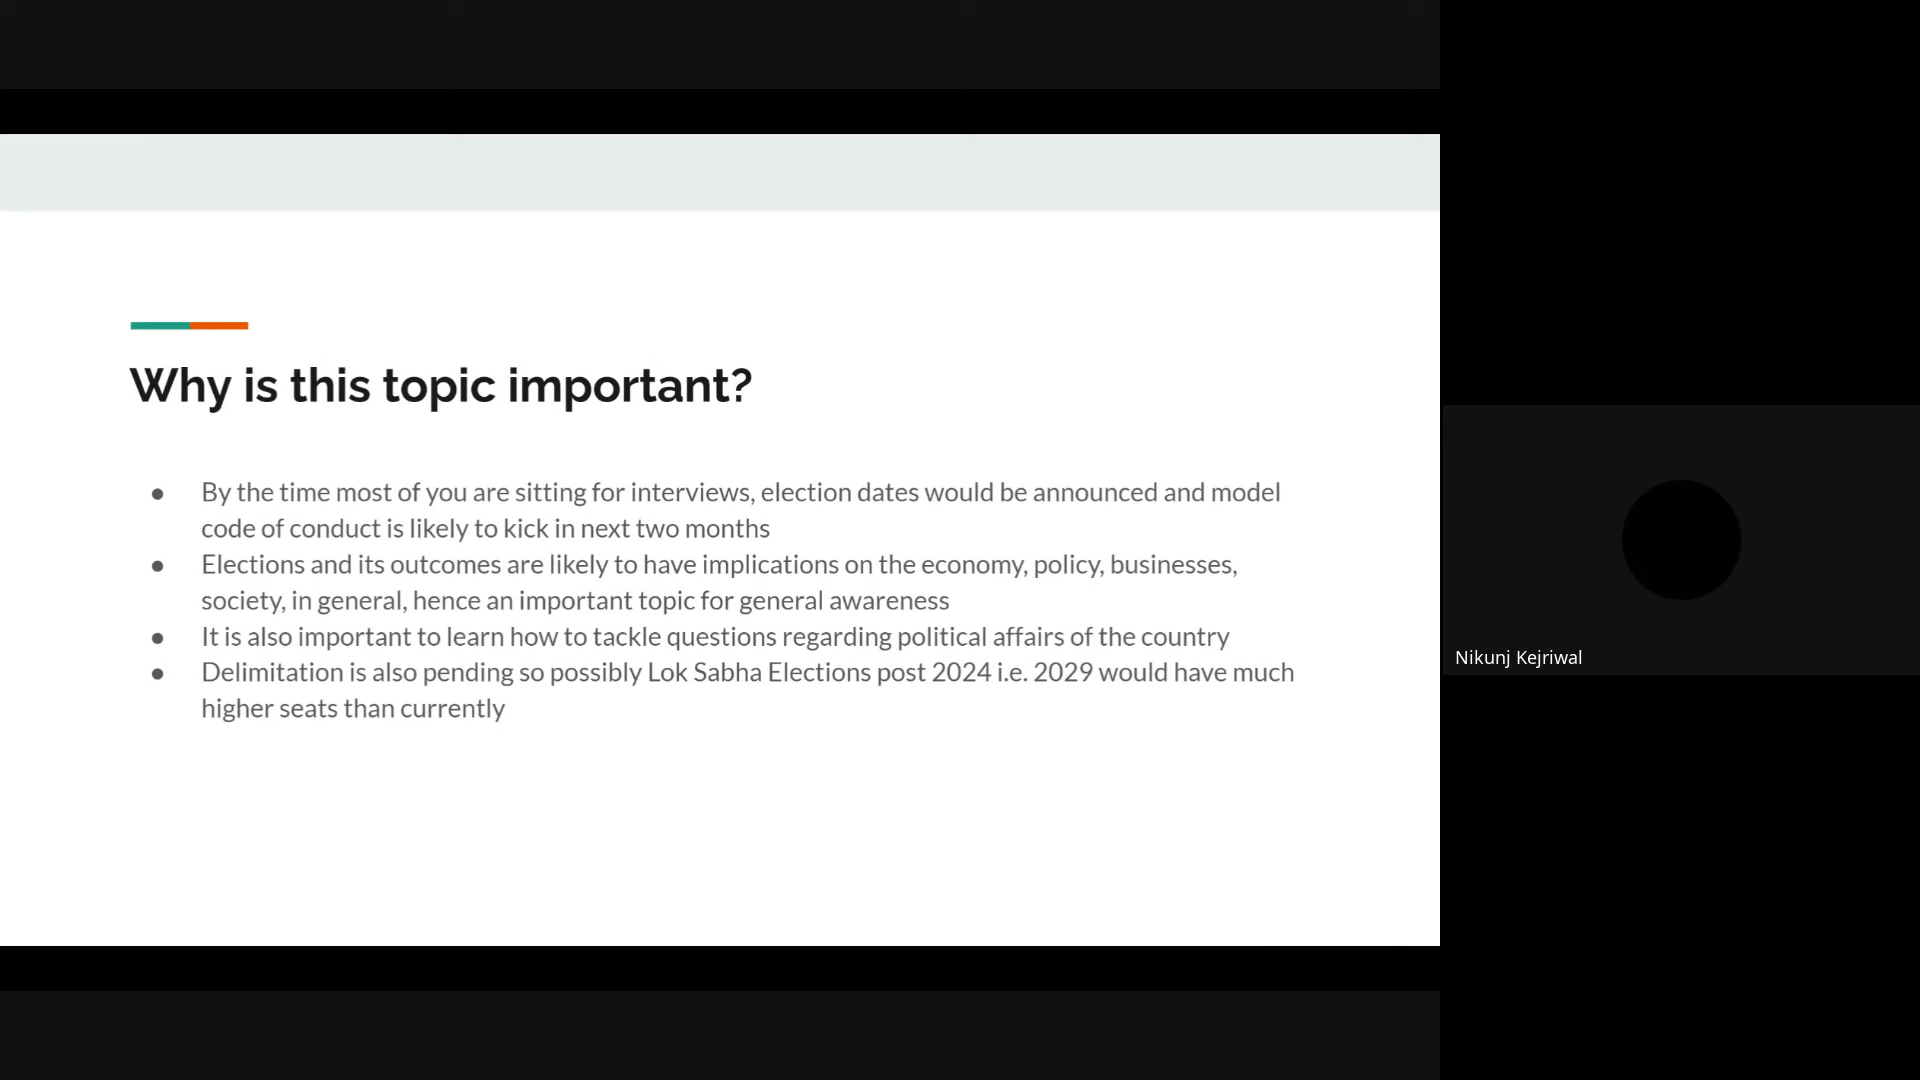 Why is this topic important?
● By the time most of you are sitting for interviews, election dates would be announced and model
code of conduct is likely to kick in next two months
● Elections and its outcomes are likely to have implications on the economy, policy, businesses,
society, in general, hence an important topic for general awareness
● It is also important to learn how to tackle questions regarding political affairs of the country
● Delimitation is also pending so possibly Lok Sabha Elections post 2024 i.e. 2029 would have much
higher seats than currently
Nikunj Kejriwal